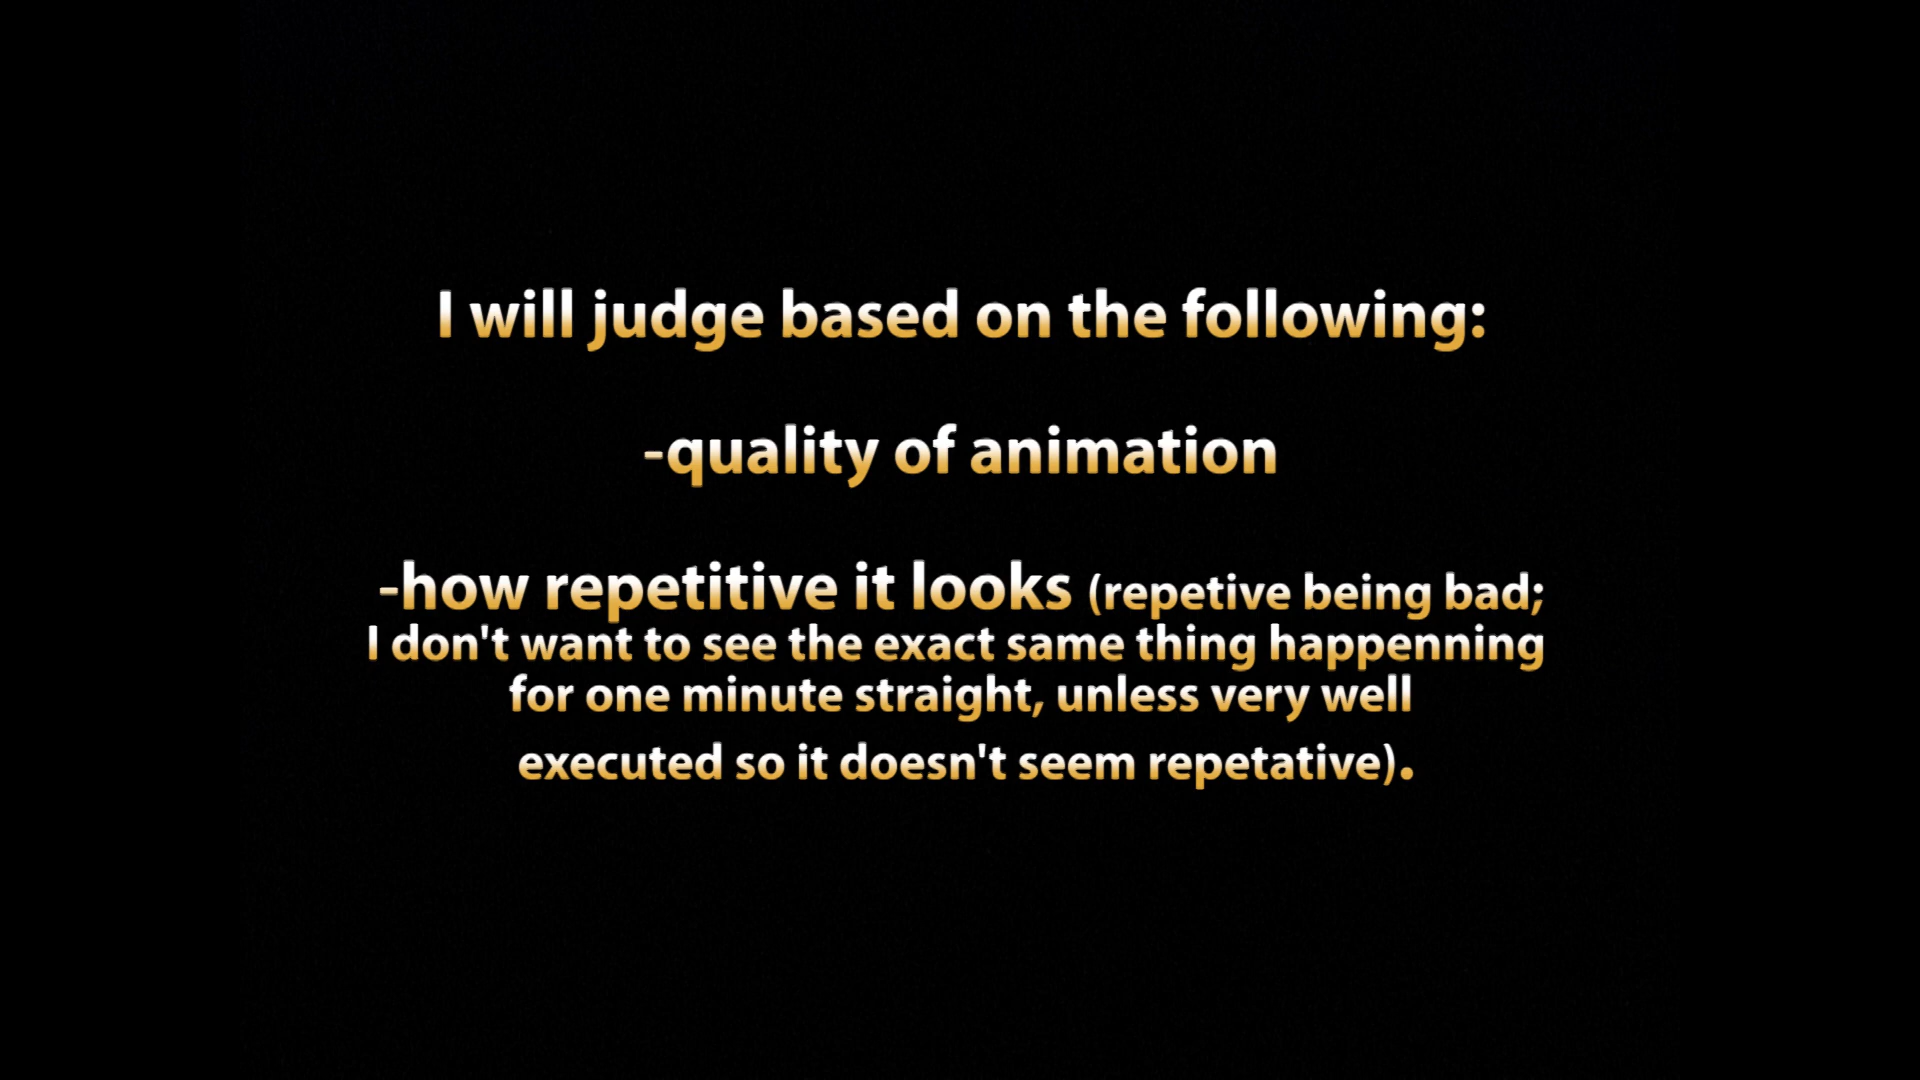 I will judge based on the following:
-quality of animation
-how repetitive it looks (repetive being bad;
I don't want to see the exact same thing happenning
for one minute straight, unless very well
executed so it doesn't seem repetative).